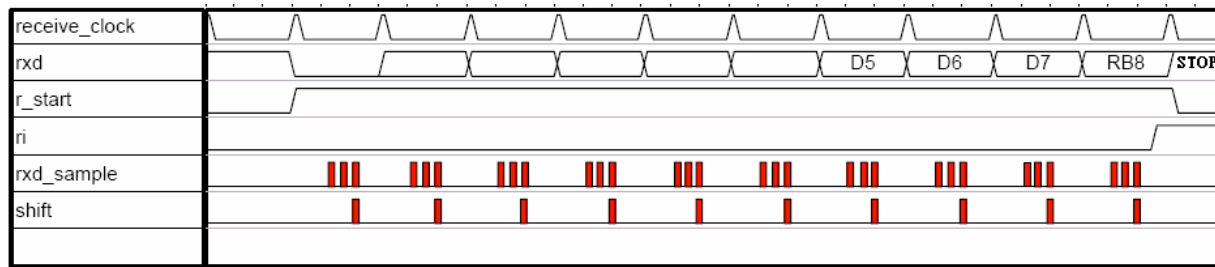 receive_clock
rxd D5 D6 D7 RB8 STOP
r_start
ri
rxd_sample
shift